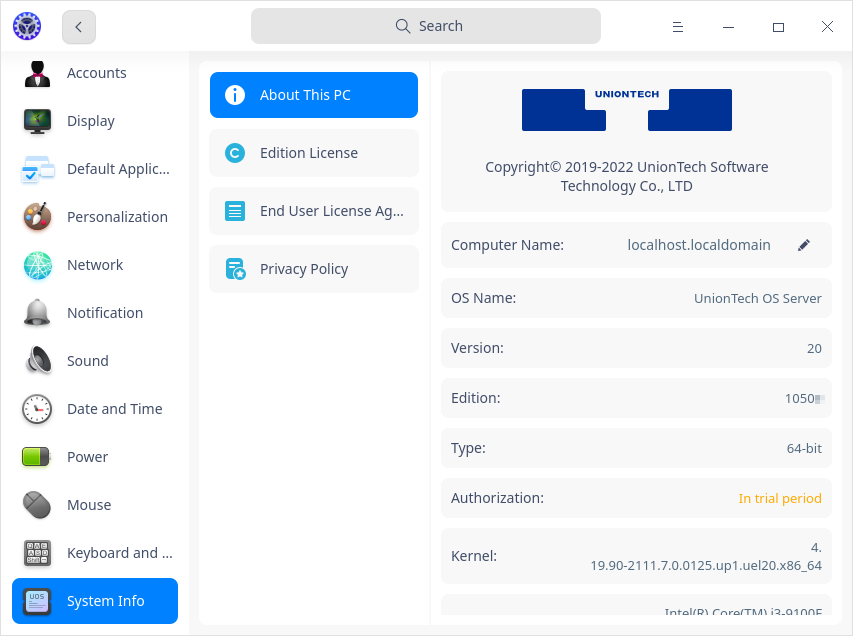 Search
Accounts
Display
Default Applic...
Personalization
Network
Notification
Sound
Date and Time
Power
Mouse
Keyboard and ...
UOS
System Info
About This PC
Edition License
End User License Ag...
Privacy Policy
UNIONTECH
Copyright© 2019-2022 UnionTech Software
Technology Co., LTD
Computer Name: localhost.localdomain
OS Name: UnionTech OS Server
Version: 20
Edition: 1050
Type: 64-bit
Authorization: In trial period
Kernel: 4.
19.90-2111.7.0.0125.up1.uel20.x86_64
Intel(R) Core(TM) i3-9100F